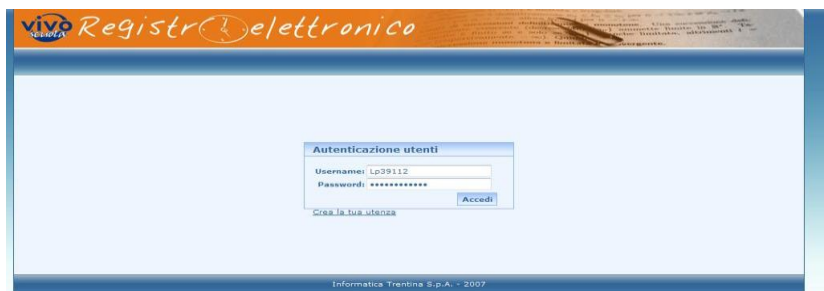 vivo
scuola
Registro elettronico
Autenticazione utenti
Username: Lp39112
Password: ••••••••••••
Accedi
Crea la tua utenza
Informatica Trentina S.p.A. - 2007